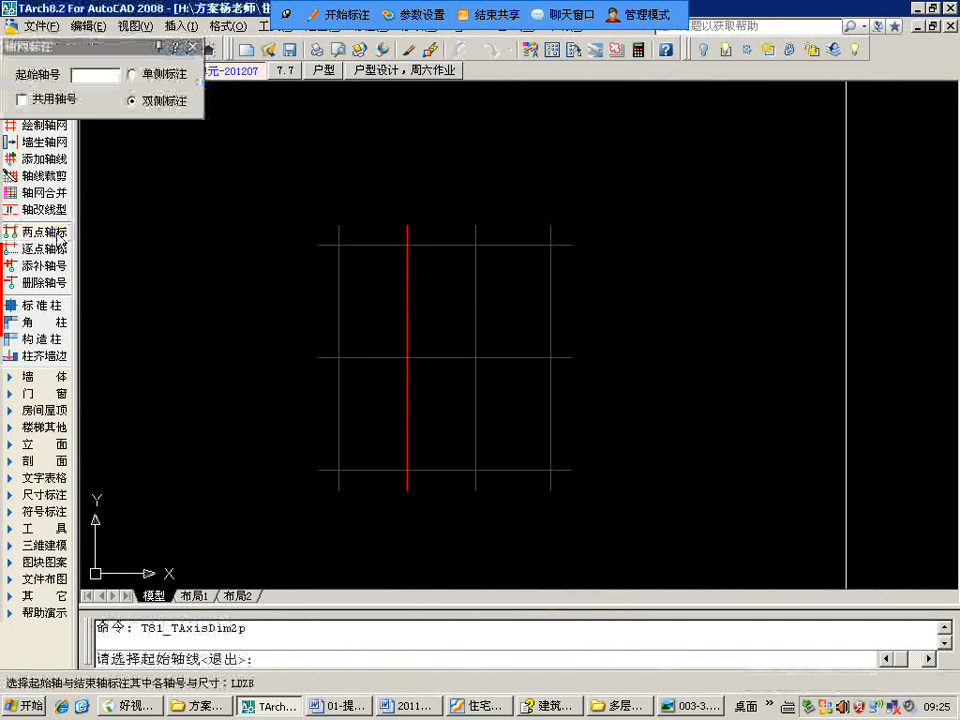 TArch8.2 For AutoCAD 2008 - [H:\方案杨老师\住
开始标注 参数设置 结束共享 聊天窗口 管理模式
文件(F) 编辑(E) 视图(V) 插入(I) 格式(O)
键入问题以获取帮助
轴网标注
起始轴号 单侧标注
共用轴号 双侧标注
元-201207 7.7 户型 户型设计，周六作业
绘制轴网
墙生轴网
添加轴线
轴线裁剪
轴网合并
轴改线型
两点轴标
逐点轴标
添补轴号
删除轴号
标准柱
角 柱
构造柱
柱齐墙边
墙 体
门 窗
房间屋顶
楼梯其他
立 面
剖 面
文字表格
尺寸标注
符号标注
工 具
三维建模
图块图案
文件布图
其 它
帮助演示
Y
X
模型 布局1 布局2
命令: T81_TAxisDim2p
请选择起始轴线<退出>:
选择起始轴与结束轴标注其中各轴号与尺寸: LDZB
开始 好视... 方案... TArch... 01-提... 2011... 住宅... 建筑... 多层... 003-3.... 桌面 » 09:25